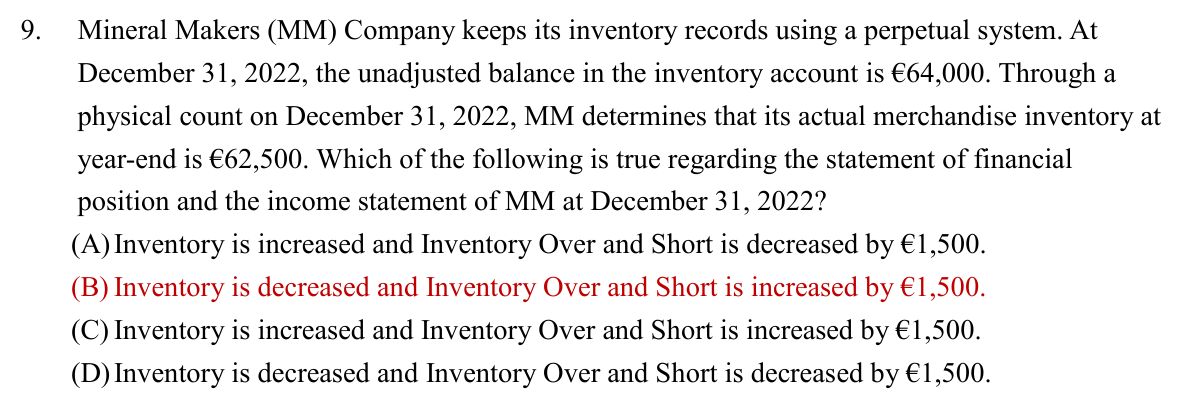 9. Mineral Makers (MM) Company keeps its inventory records using a perpetual system. At
December 31, 2022, the unadjusted balance in the inventory account is €64,000. Through a
physical count on December 31, 2022, MM determines that its actual merchandise inventory at
year-end is €62,500. Which of the following is true regarding the statement of financial
position and the income statement of MM at December 31, 2022?
(A) Inventory is increased and Inventory Over and Short is decreased by €1,500.
(B) Inventory is decreased and Inventory Over and Short is increased by €1,500.
(C) Inventory is increased and Inventory Over and Short is increased by €1,500.
(D) Inventory is decreased and Inventory Over and Short is decreased by €1,500.